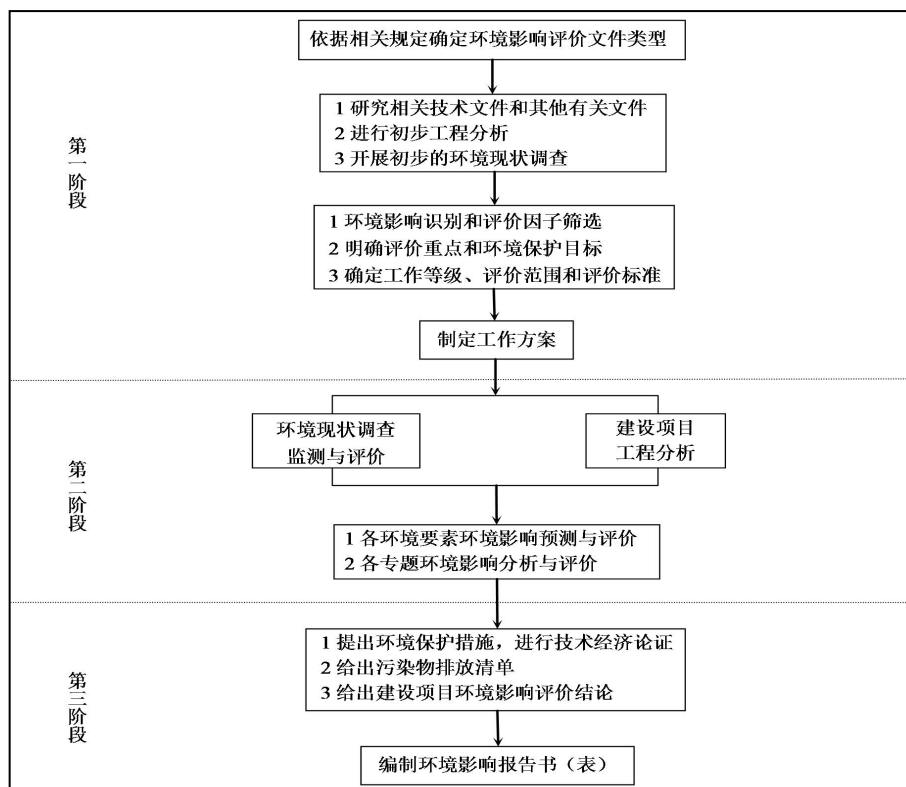 依据相关规定确定环境影响评价文件类型
1 研究相关技术文件和其他有关文件
2 进行初步工程分析
3 开展初步的环境现状调查
第一阶段
1 环境影响识别和评价因子筛选
2 明确评价重点和环境保护目标
3 确定工作等级、评价范围和评价标准
制定工作方案
环境现状调查
监测与评价
建设项目
工程分析
第二阶段
1 各环境要素环境影响预测与评价
2 各专题环境影响分析与评价
1 提出环境保护措施，进行技术经济论证
2 给出污染物排放清单
3 给出建设项目环境影响评价结论
第三阶段
编制环境影响报告书（表）